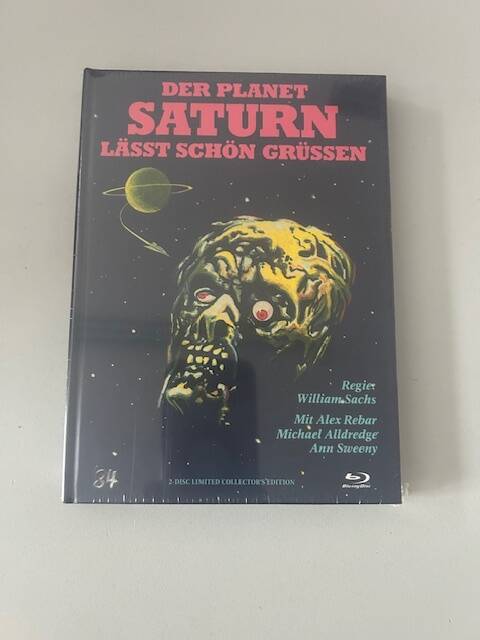 DER PLANET
SATURN
LÄSST SCHÖN GRÜSSEN
Regie:
William Sachs
Mit Alex Rebar
Michael Alldredge
Ann Sweeny
84
2-DISC LIMITED COLLECTOR'S EDITION
Blu-ray Disc